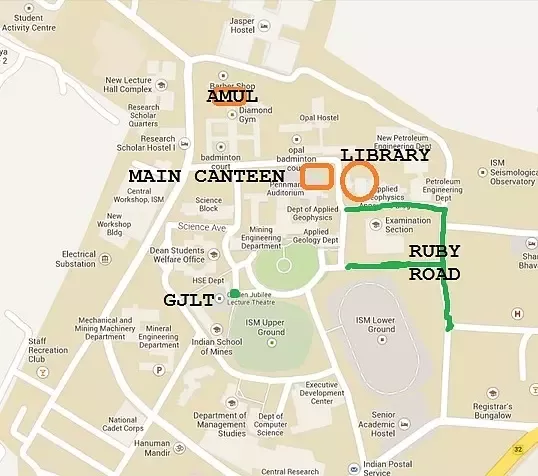 Student
Activity Centre
Jasper
Hostel
New Lecture
Hall Complex
Barber Shop
AMUL
Diamond
Gym
Research
Scholar
Quarters
Opal Hostel
Research
Scholar Hostel I
New Petroleum
Engineering Dept
badminton
court
opal
badminton
court
LIBRARY
ISM
Seismological
Observatory
MAIN CANTEEN
Penman
Auditorium
Applied
Geophysics
Petroleum
Engineering Dept
Central
Workshop, ISM
Science
Block
Dept of Applied
Geophysics
New
Workshop
Bldg
Science Ave
Mining
Engineering
Department
Applied
Geology Dept
Examination
Section
Electrical
Substation
Dean Students
Welfare Office
RUBY
ROAD
Shan
Bhava
HSE Dept
GJLT
Golden Jubilee
Lecture Theatre
Mechanical and
Mining Machinery
Department
Mineral
Engineering
Department
Indian School
of Mines
ISM Upper
Ground
ISM Lower
Ground
H
Staff
Recreation
Club
P
Executive
Development
Center
Registrar's
Bungalow
National
Cadet Corps
Department of
Management
Studies
Dept of
Computer
Science
Senior
Academic
Hostel
Hanuman
Mandir
32
Central Research
Indian Postal
Service